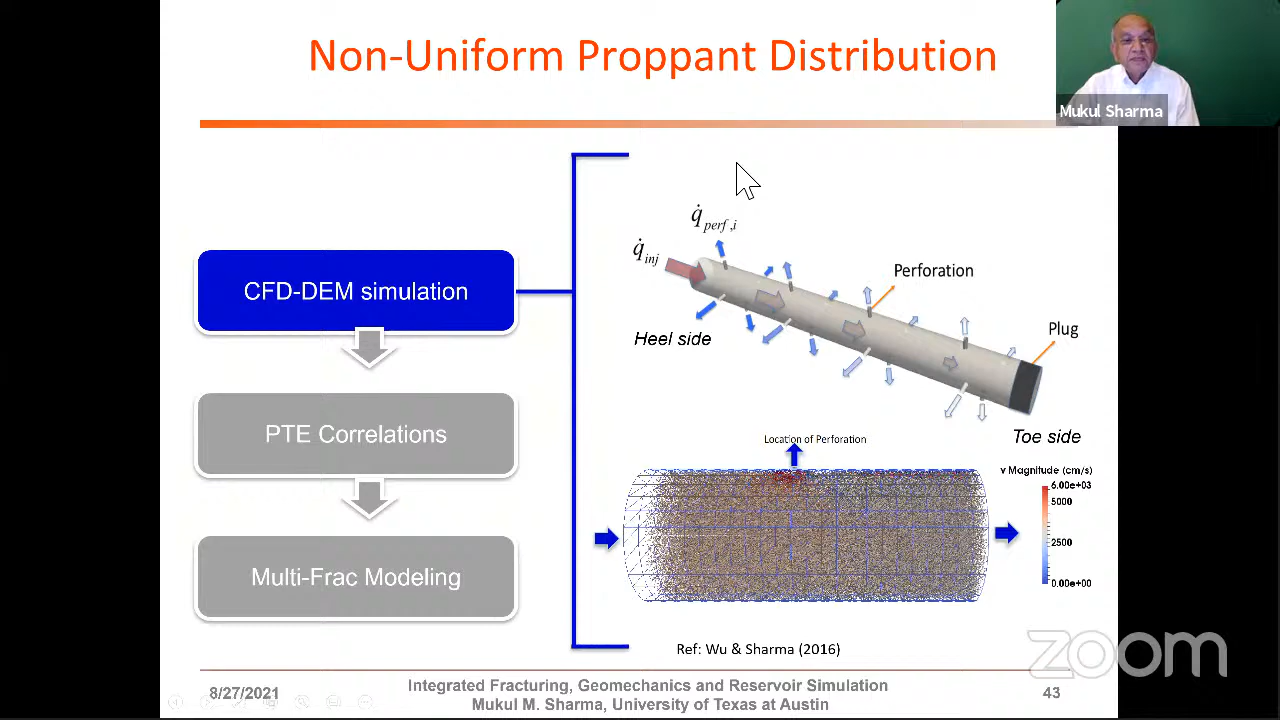 Non-Uniform Proppant Distribution
Mukul Sharma
CFD-DEM simulation
PTE Correlations
Multi-Frac Modeling
q̇perf,i
q̇inj
Perforation
Heel side
Plug
Toe side
Location of Perforation
v Magnitude (cm/s)
6.00e+03
5000
2500
0.00e+00
Ref: Wu & Sharma (2016)
zoom
8/27/2021
Integrated Fracturing, Geomechanics and Reservoir Simulation
Mukul M. Sharma, University of Texas at Austin
43